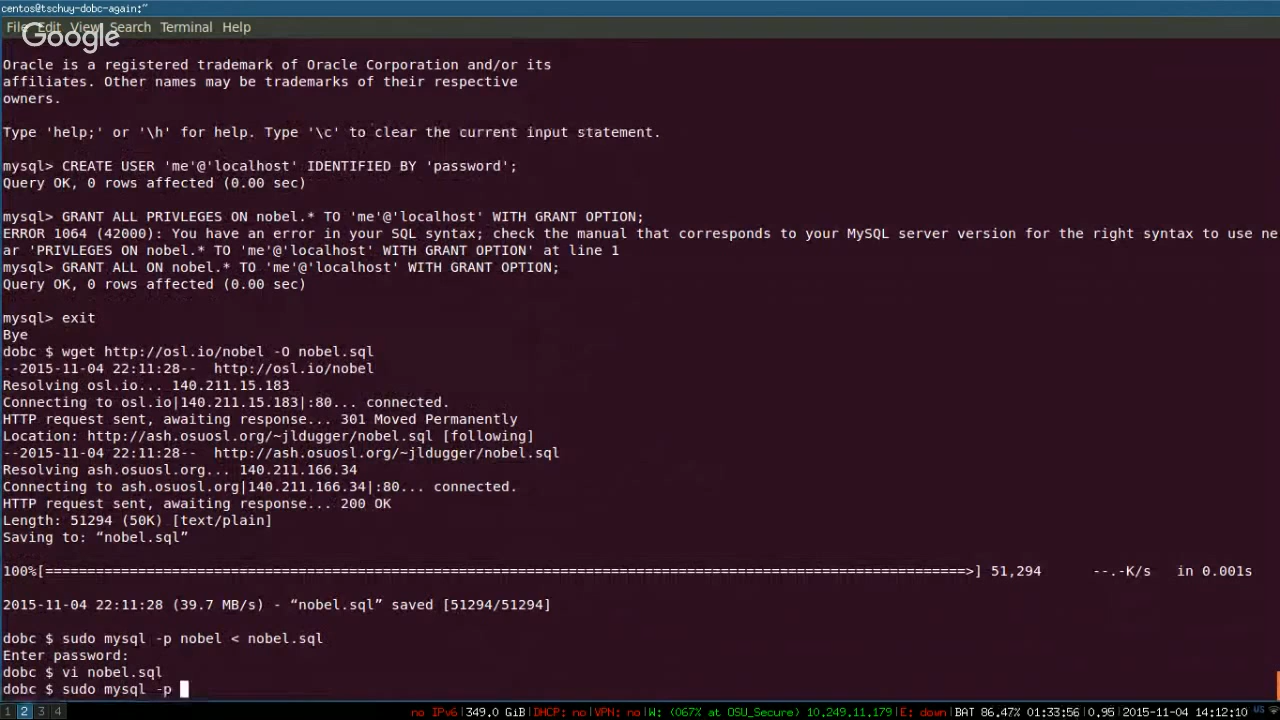 centos@tschuy-dobc-again:~
File Edit View Search Terminal Help
Google
Oracle is a registered trademark of Oracle Corporation and/or its
affiliates. Other names may be trademarks of their respective
owners.
Type 'help;' or '\h' for help. Type '\c' to clear the current input statement.
mysql> CREATE USER 'me'@'localhost' IDENTIFIED BY 'password';
Query OK, 0 rows affected (0.00 sec)
mysql> GRANT ALL PRIVLEGES ON nobel.* TO 'me'@'localhost' WITH GRANT OPTION;
ERROR 1064 (42000): You have an error in your SQL syntax; check the manual that corresponds to your MySQL server version for the right syntax to use ne
ar 'PRIVLEGES ON nobel.* TO 'me'@'localhost' WITH GRANT OPTION' at line 1
mysql> GRANT ALL ON nobel.* TO 'me'@'localhost' WITH GRANT OPTION;
Query OK, 0 rows affected (0.00 sec)
mysql> exit
Bye
dobc $ wget http://osl.io/nobel -O nobel.sql
--2015-11-04 22:11:28--  http://osl.io/nobel
Resolving osl.io... 140.211.15.183
Connecting to osl.io|140.211.15.183|:80... connected.
HTTP request sent, awaiting response... 301 Moved Permanently
Location: http://ash.osuosl.org/~jldugger/nobel.sql [following]
--2015-11-04 22:11:28--  http://ash.osuosl.org/~jldugger/nobel.sql
Resolving ash.osuosl.org... 140.211.166.34
Connecting to ash.osuosl.org|140.211.166.34|:80... connected.
HTTP request sent, awaiting response... 200 OK
Length: 51294 (50K) [text/plain]
Saving to: “nobel.sql”
100%[==============================================================================================================>] 51,294      --.-K/s   in 0.001s
2015-11-04 22:11:28 (39.7 MB/s) - “nobel.sql” saved [51294/51294]
dobc $ sudo mysql -p nobel < nobel.sql
Enter password:
dobc $ vi nobel.sql
dobc $ sudo mysql -p
1 2 3 4 no IPv6|349.0 GiB|DHCP: no|VPN: no|W: (067% at OSU_Secure) 10.249.11.179|E: down|BAT 86.47% 01:33:56|0.95|2015-11-04 14:12:10 US